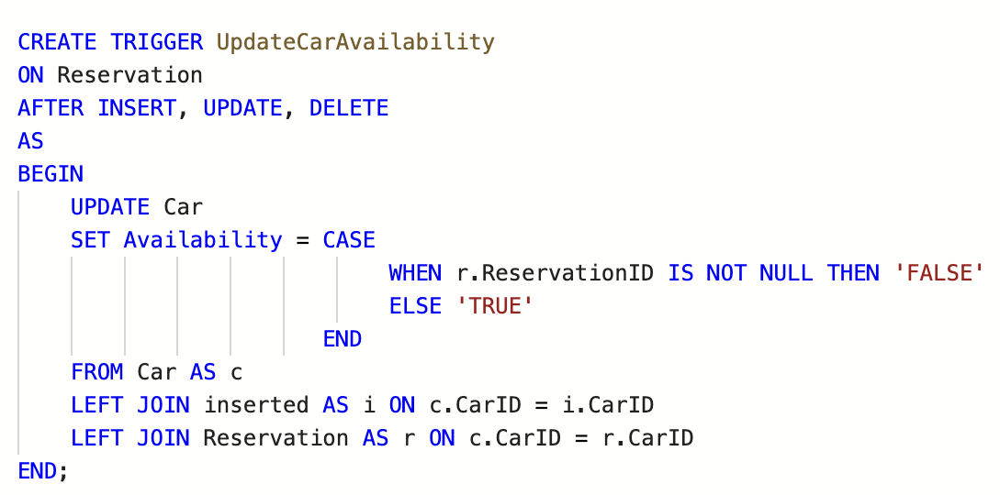 CREATE TRIGGER UpdateCarAvailability
ON Reservation
AFTER INSERT, UPDATE, DELETE
AS
BEGIN
    UPDATE Car
    SET Availability = CASE
                            WHEN r.ReservationID IS NOT NULL THEN 'FALSE'
                            ELSE 'TRUE'
                       END
    FROM Car AS c
    LEFT JOIN inserted AS i ON c.CarID = i.CarID
    LEFT JOIN Reservation AS r ON c.CarID = r.CarID
END;